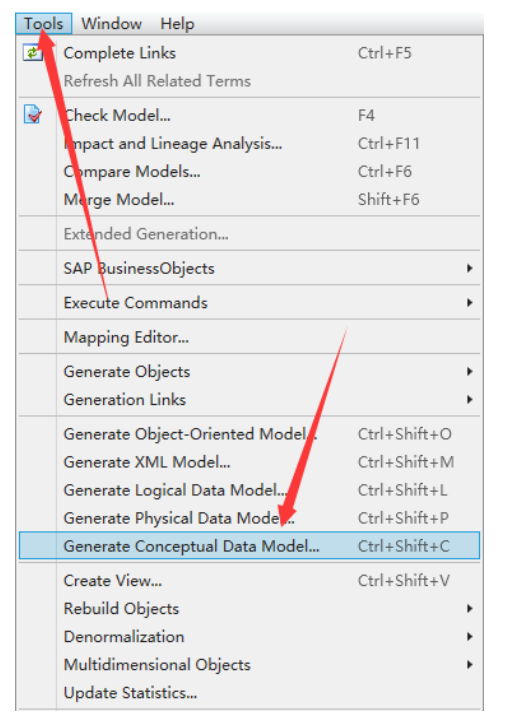 Tools Window Help
Complete Links Ctrl+F5
Refresh All Related Terms
Check Model... F4
Impact and Lineage Analysis... Ctrl+F11
Compare Models... Ctrl+F6
Merge Model... Shift+F6
Extended Generation...
SAP BusinessObjects
Execute Commands
Mapping Editor...
Generate Objects
Generation Links
Generate Object-Oriented Model... Ctrl+Shift+O
Generate XML Model... Ctrl+Shift+M
Generate Logical Data Model... Ctrl+Shift+L
Generate Physical Data Model... Ctrl+Shift+P
Generate Conceptual Data Model... Ctrl+Shift+C
Create View... Ctrl+Shift+V
Rebuild Objects
Denormalization
Multidimensional Objects
Update Statistics...